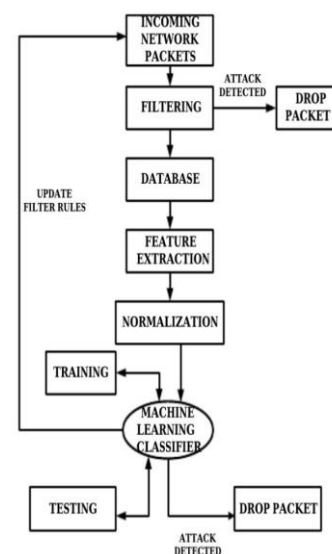 INCOMING
NETWORK
PACKETS
ATTACK
DETECTED
FILTERING
DROP
PACKET
DATABASE
UPDATE
FILTER RULES
FEATURE
EXTRACTION
NORMALIZATION
TRAINING
MACHINE
LEARNING
CLASSIFIER
TESTING
DROP PACKET
ATTACK
DETECTED